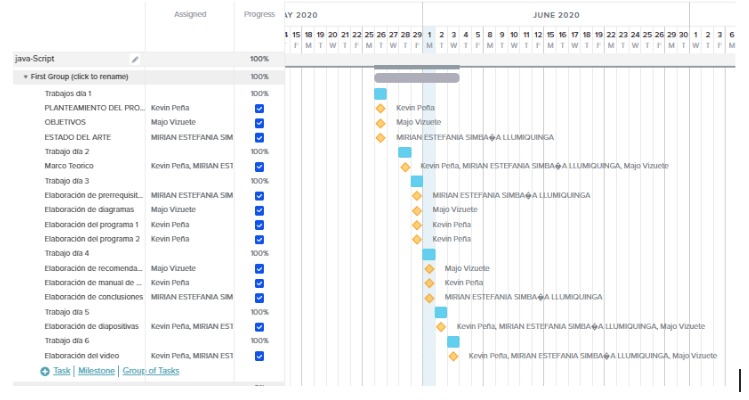 Assigned Progress AY 2020 JUNE 2020
15 18 19 20 21 22 25 26 27 28 29 1 2 3 4 5 8 9 10 11 12 15 16 17 18 19 22 23 24 25 26 29 30 1 2 3 6
F M T W T F M T W T F M T W T F M T W T F M T W T F M T W T F M T W T F M
java-Script 100%
First Group (click to rename) 100%
Trabajos día 1 100%
PLANTEAMIENTO DEL PRO... Kevin Peña Kevin Peña
OBJETIVOS Majo Vizuete Majo Vizuete
ESTADO DEL ARTE MIRIAN ESTEFANIA SIM MIRIAN ESTEFANIA SIMBA�A LLUMIQUINGA
Trabajo día 2 100%
Marco Teorico Kevin Peña, MIRIAN EST Kevin Peña, MIRIAN ESTEFANIA SIMBA�A LLUMIQUINGA, Majo Vizuete
Trabajo día 3 100%
Elaboración de prerrequisit... MIRIAN ESTEFANIA SIM MIRIAN ESTEFANIA SIMBA�A LLUMIQUINGA
Elaboración de diagramas Majo Vizuete Majo Vizuete
Elaboración del programa 1 Kevin Peña Kevin Peña
Elaboración del programa 2 Kevin Peña Kevin Peña
Trabajo día 4 100%
Elaboración de recomenda... Majo Vizuete Majo Vizuete
Elaboración de manual de ... Kevin Peña Kevin Peña
Elaboración de conclusiones MIRIAN ESTEFANIA SIM MIRIAN ESTEFANIA SIMBA�A LLUMIQUINGA
Trabajo día 5 100%
Elaboración de diapositivas Kevin Peña, MIRIAN EST Kevin Peña, MIRIAN ESTEFANIA SIMBA�A LLUMIQUINGA, Majo Vizuete
Trabajo día 6 100%
Elaboración del video Kevin Peña, MIRIAN EST Kevin Peña, MIRIAN ESTEFANIA SIMBA�A LLUMIQUINGA, Majo Vizuete
Task | Milestone | Group of Tasks